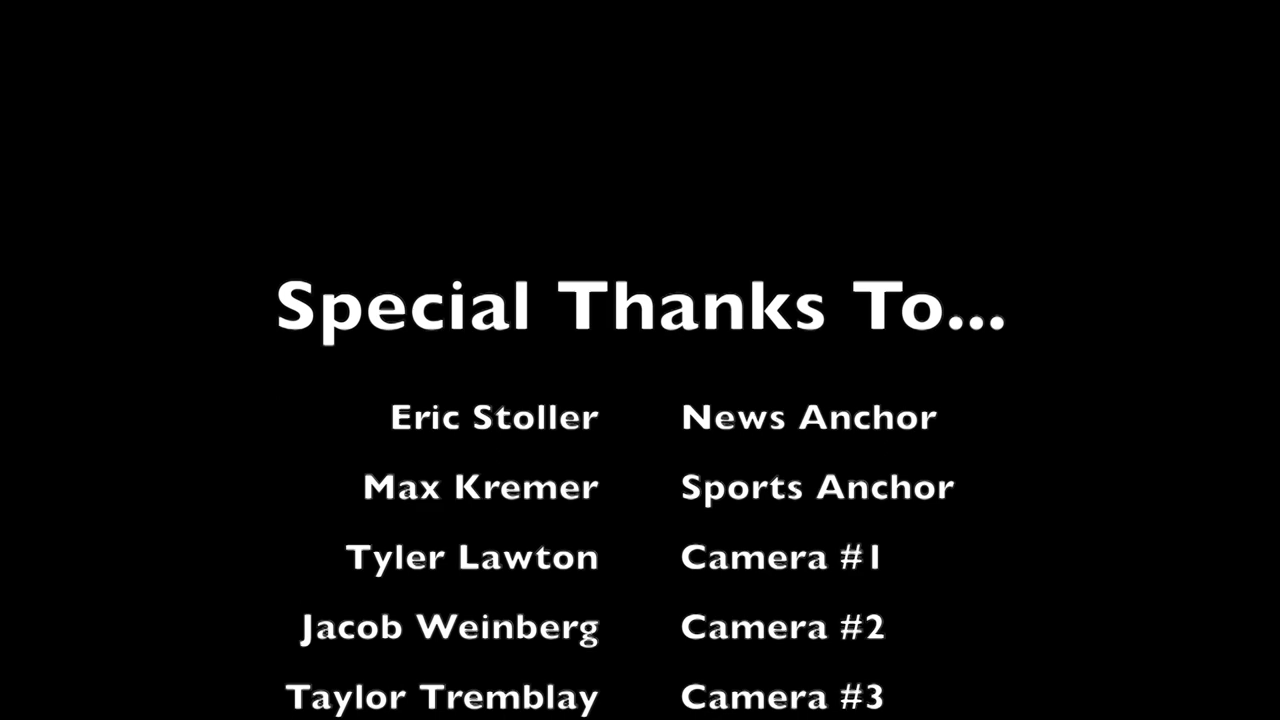 Special Thanks To...
Eric Stoller News Anchor
Max Kremer Sports Anchor
Tyler Lawton Camera #1
Jacob Weinberg Camera #2
Taylor Tremblay Camera #3